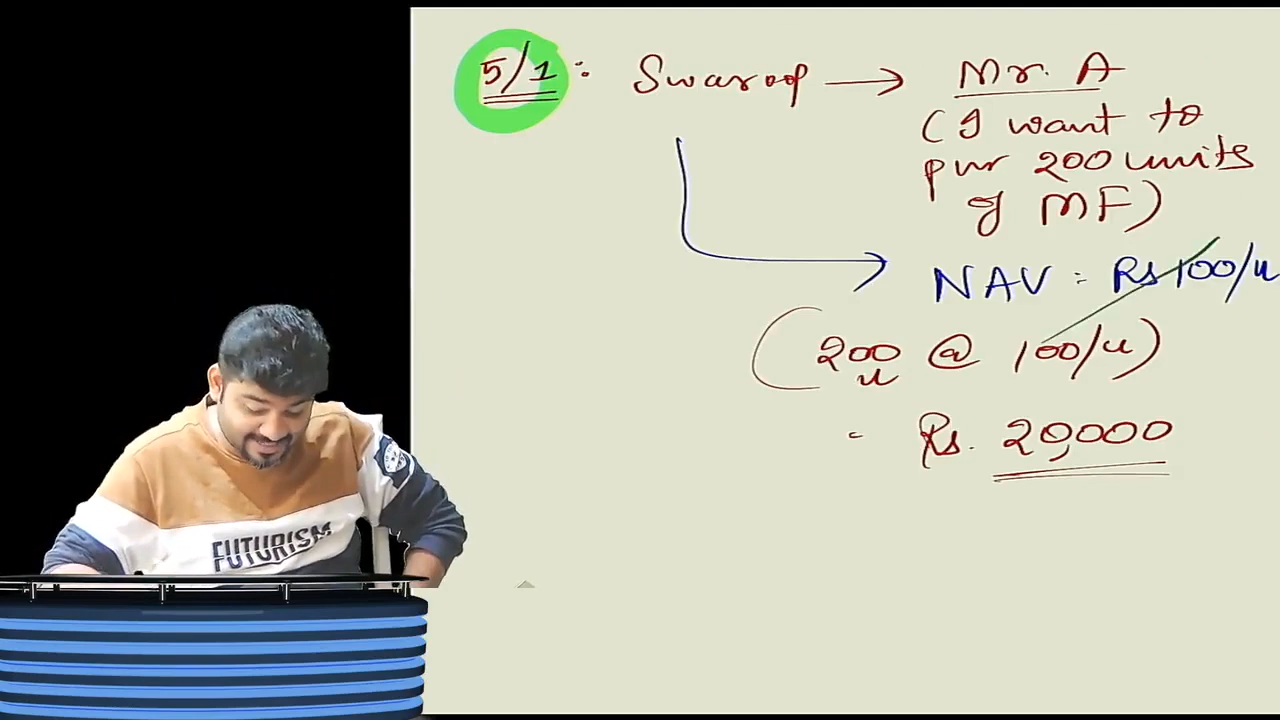 5/1 : Swaroop → Mr. A
(I want to
pur 200 units
of MF)
NAV : Rs 100/u
(200 u @ 100/u)
= Rs. 20,000
FUTURISM